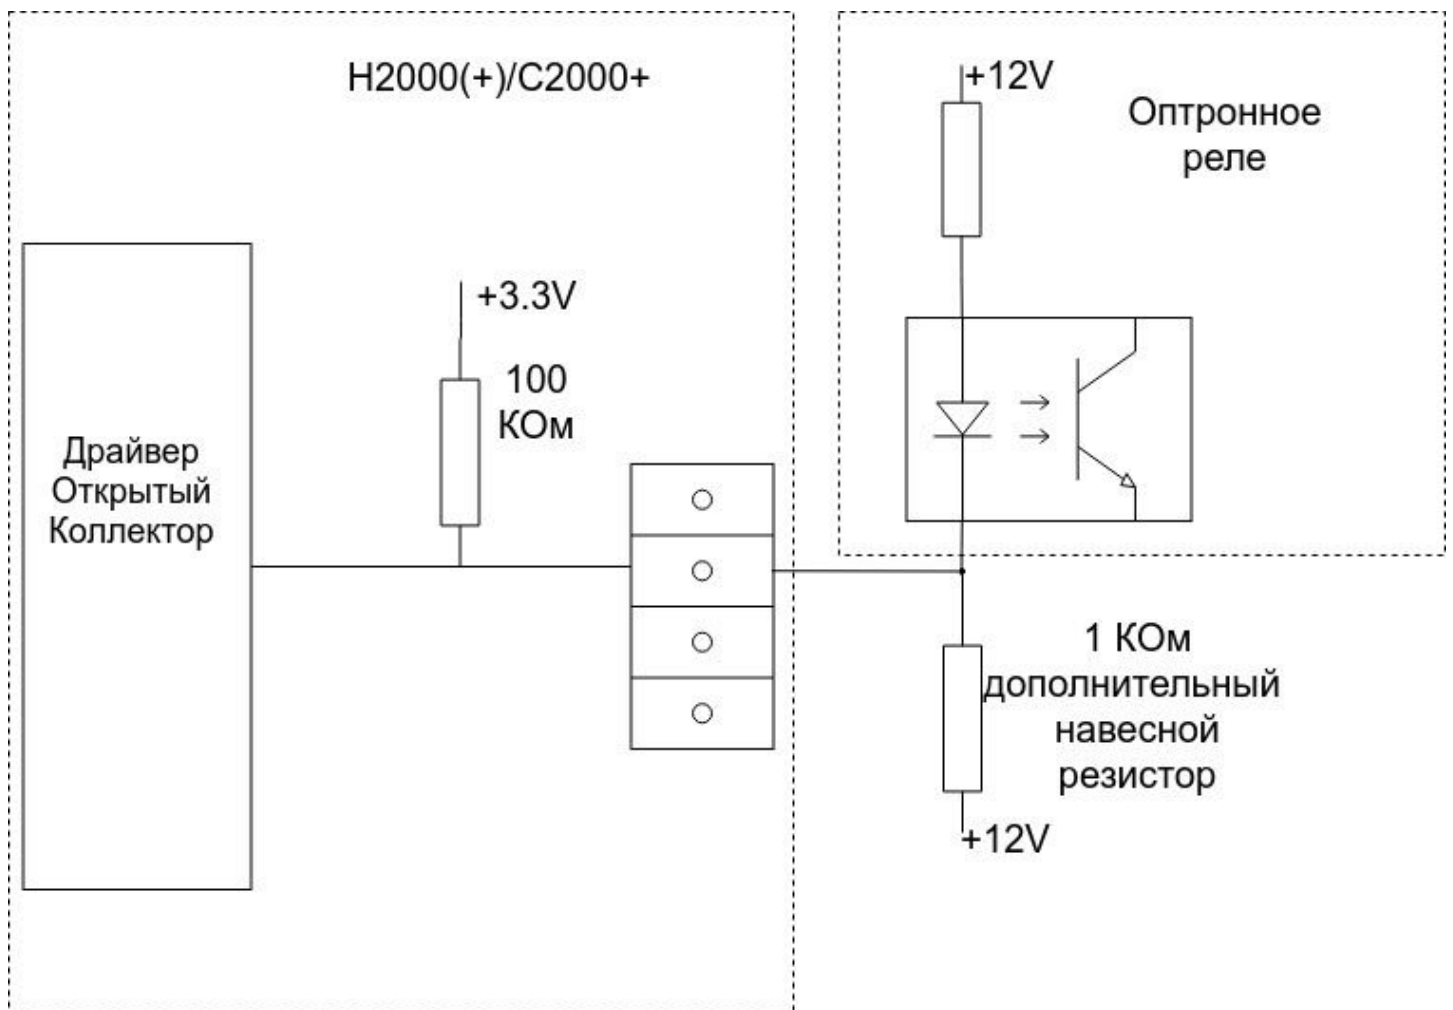 H2000(+)/C2000+
+12V
Оптронное
реле
+3.3V
100
КОм
Драйвер
Открытый
Коллектор
1 КОм
дополнительный
навесной
резистор
+12V